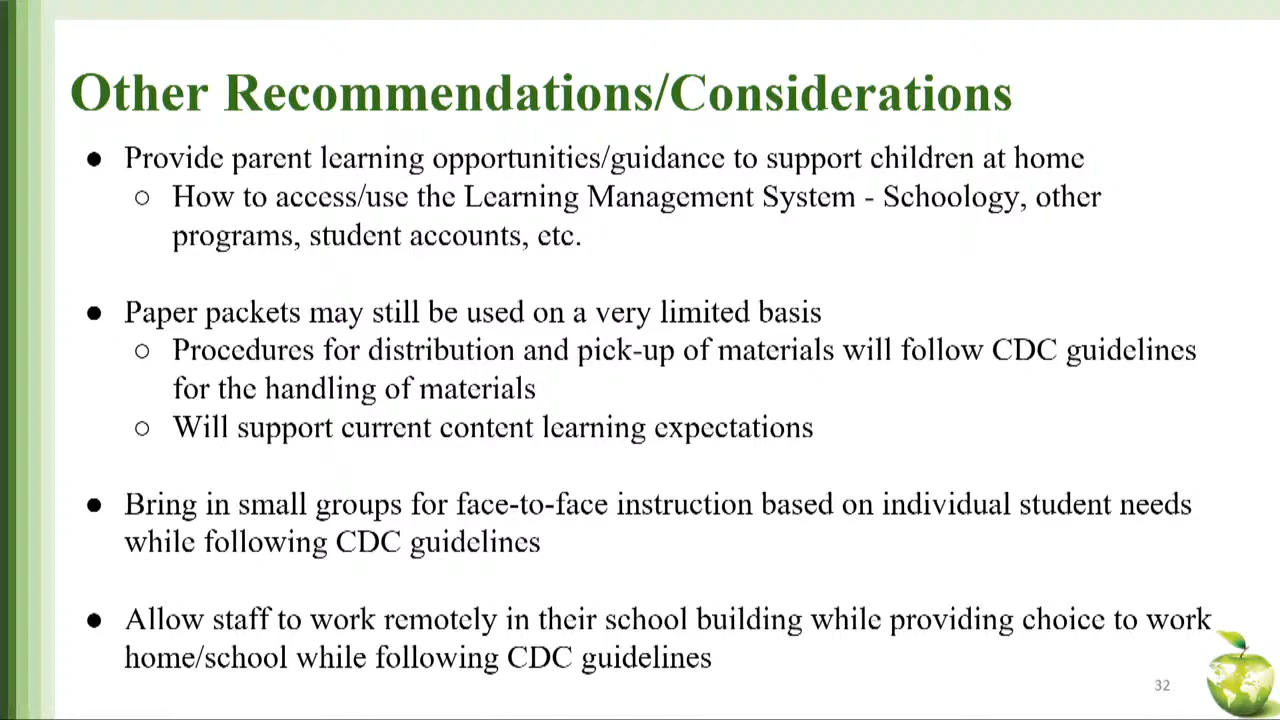 Other Recommendations/Considerations
● Provide parent learning opportunities/guidance to support children at home
○ How to access/use the Learning Management System - Schoology, other
programs, student accounts, etc.
● Paper packets may still be used on a very limited basis
○ Procedures for distribution and pick-up of materials will follow CDC guidelines
for the handling of materials
○ Will support current content learning expectations
● Bring in small groups for face-to-face instruction based on individual student needs
while following CDC guidelines
● Allow staff to work remotely in their school building while providing choice to work
home/school while following CDC guidelines
32